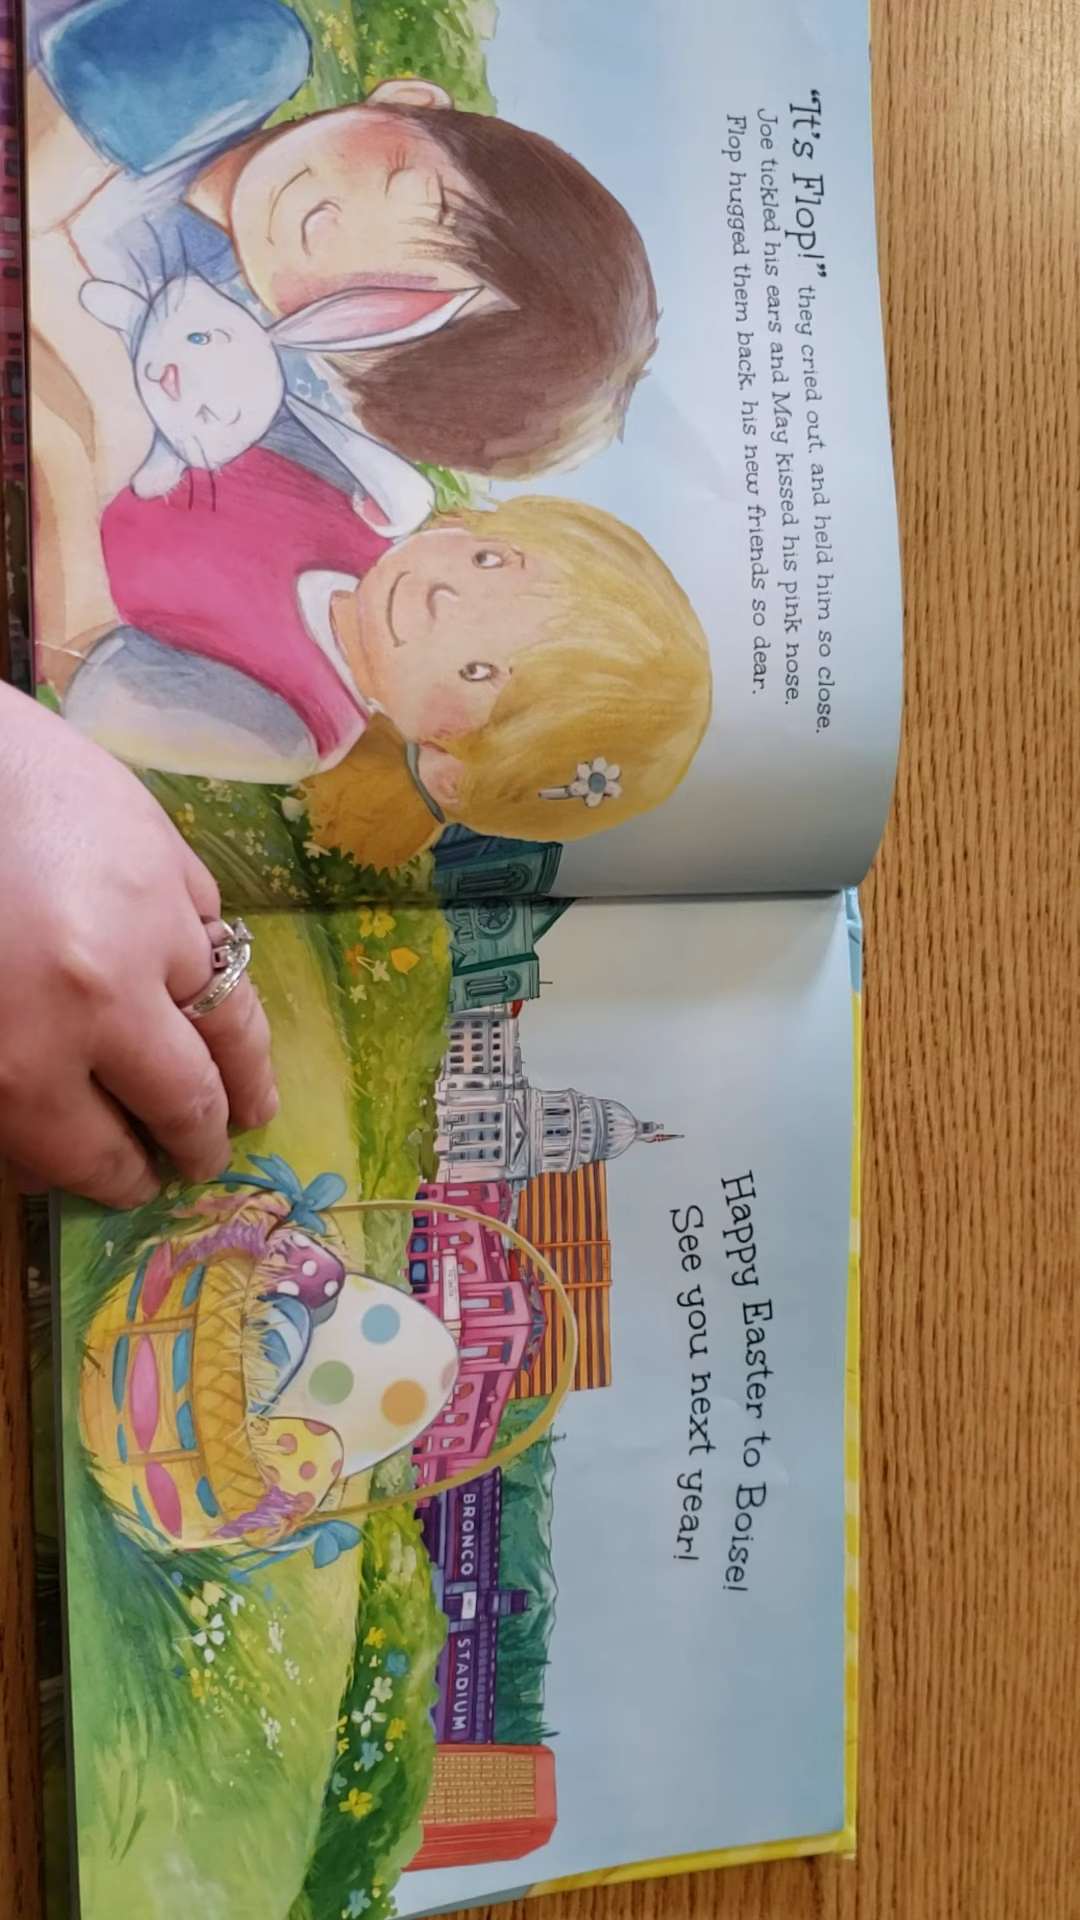 “It's Flop!” they cried out, and held him so close.
Joe tickled his ears and May kissed his pink nose.
Flop hugged them back, his new friends so dear.
Happy Easter to Boise!
See you next year!
BRONCO STADIUM